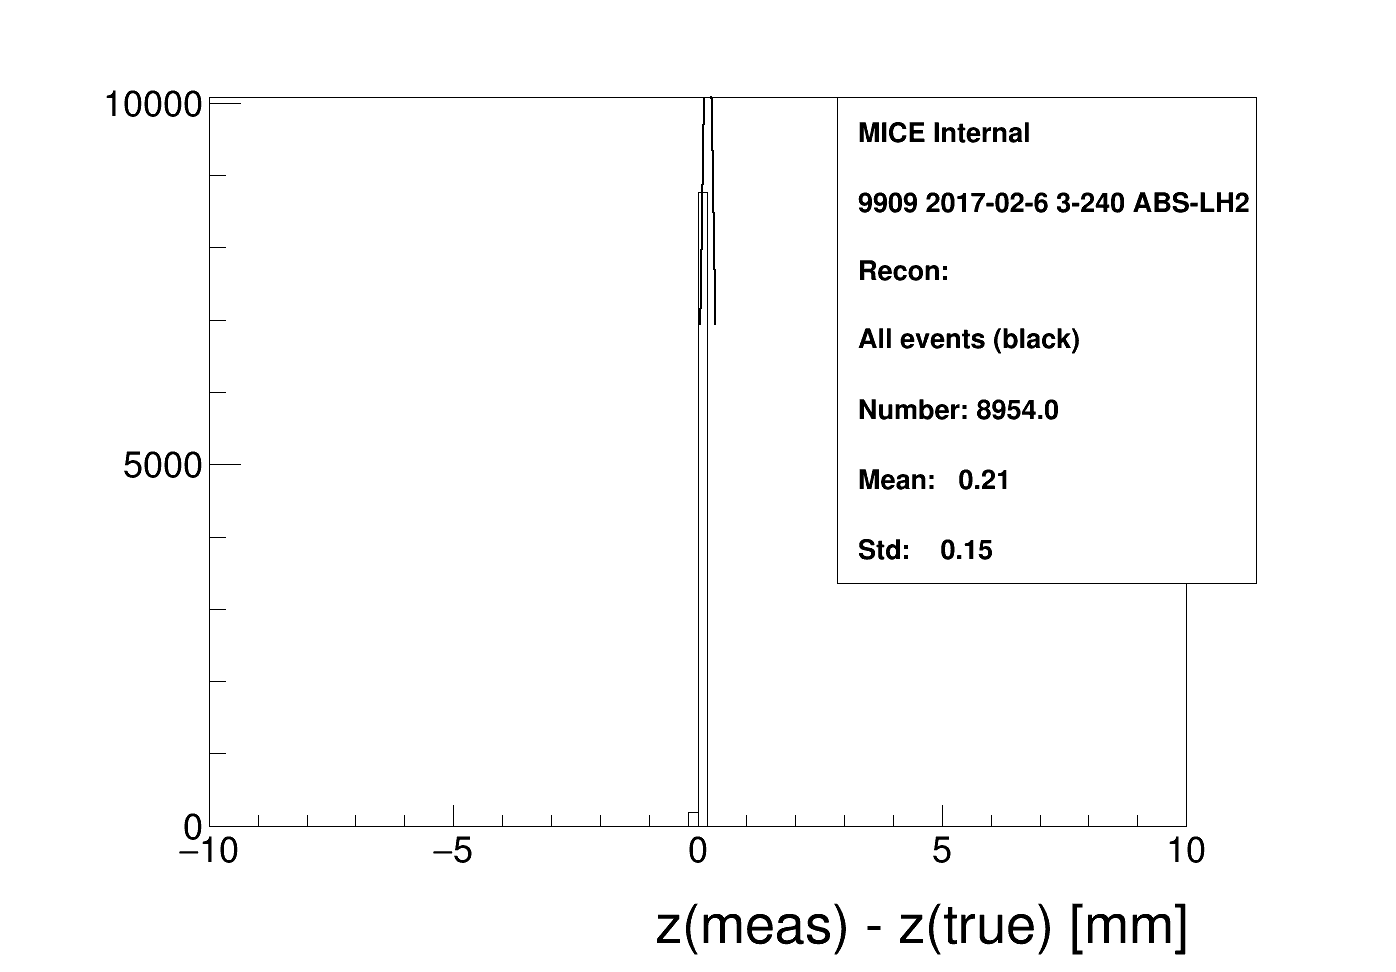 10000
MICE Internal
9909 2017-02-6 3-240 ABS-LH2
Recon:
All events (black)
5000
Number: 8954.0
Mean: 0.21
Std: 0.15
0
−10 −5 0 5 10
z(meas) - z(true) [mm]